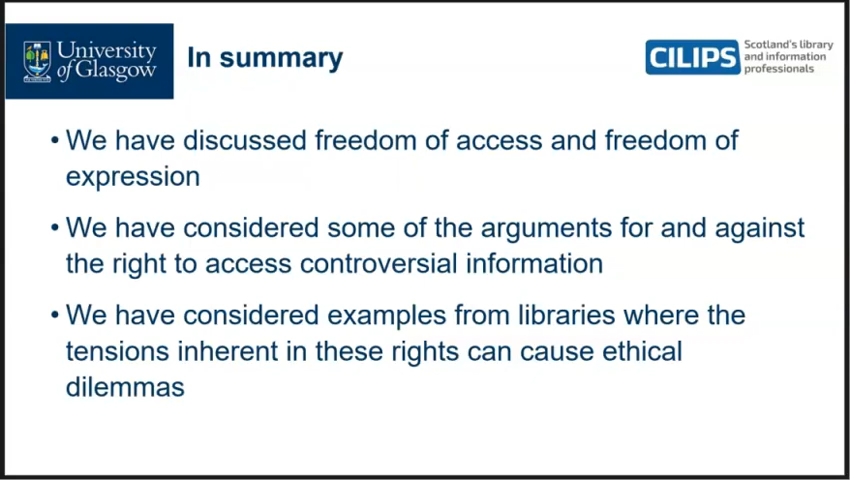 University
of Glasgow
In summary
CILIPS
Scotland's library
and information
professionals
• We have discussed freedom of access and freedom of
expression
• We have considered some of the arguments for and against
the right to access controversial information
• We have considered examples from libraries where the
tensions inherent in these rights can cause ethical
dilemmas